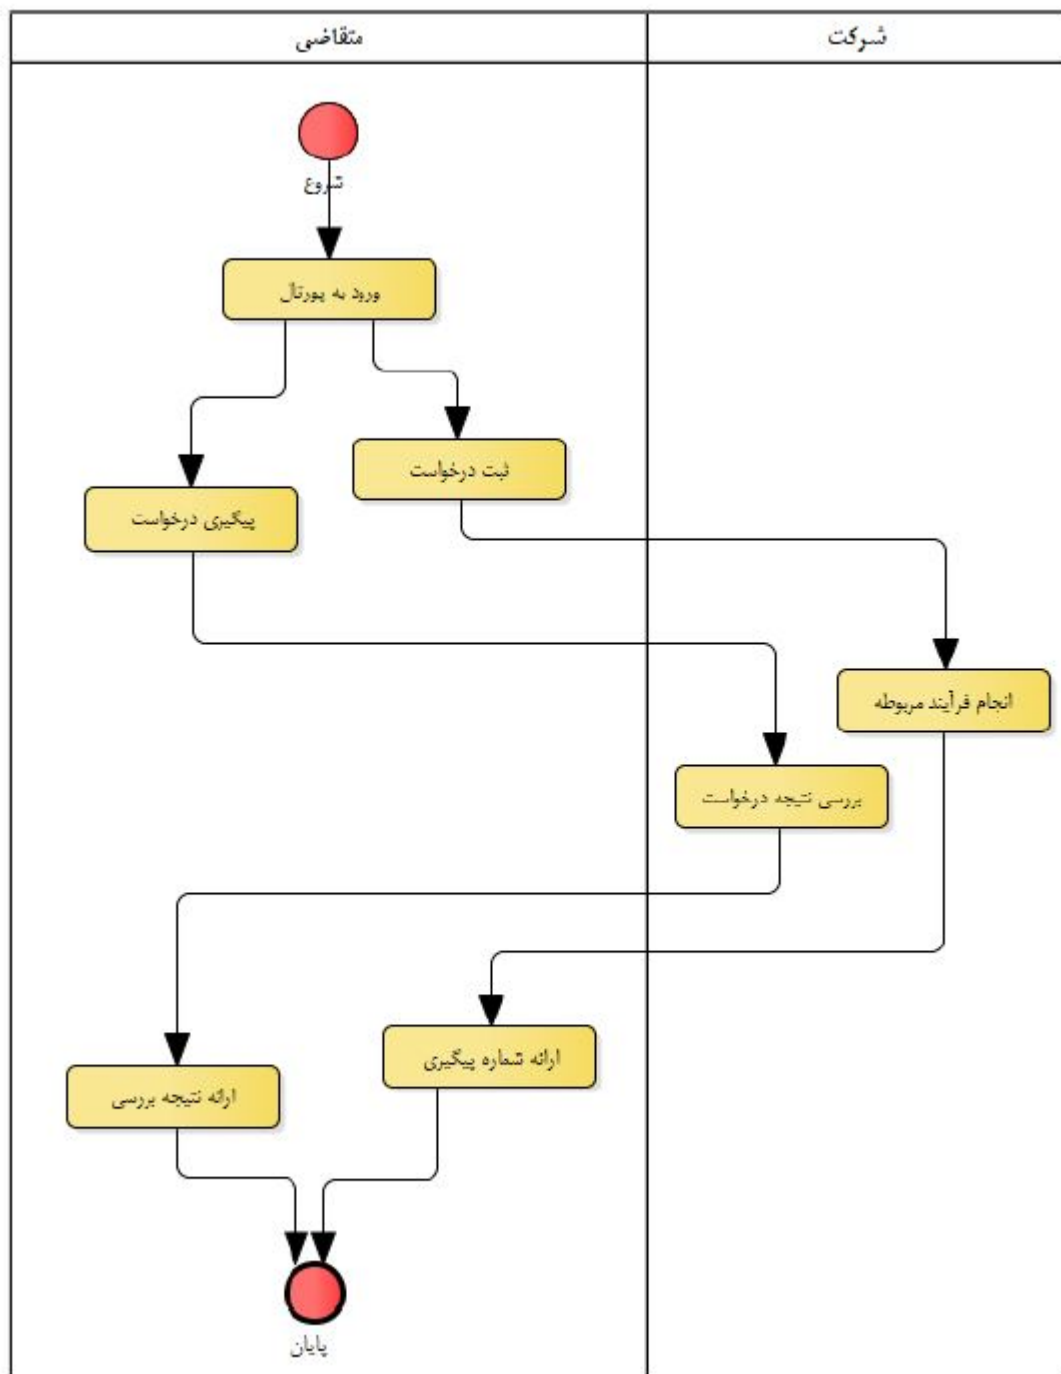 شرکت
متقاضی
شروع
ورود به پورتال
ثبت درخواست
پیگیری درخواست
انجام فرآیند مربوطه
بررسی نتیجه درخواست
ارائه شماره پیگیری
ارائه نتیجه بررسی
پایان